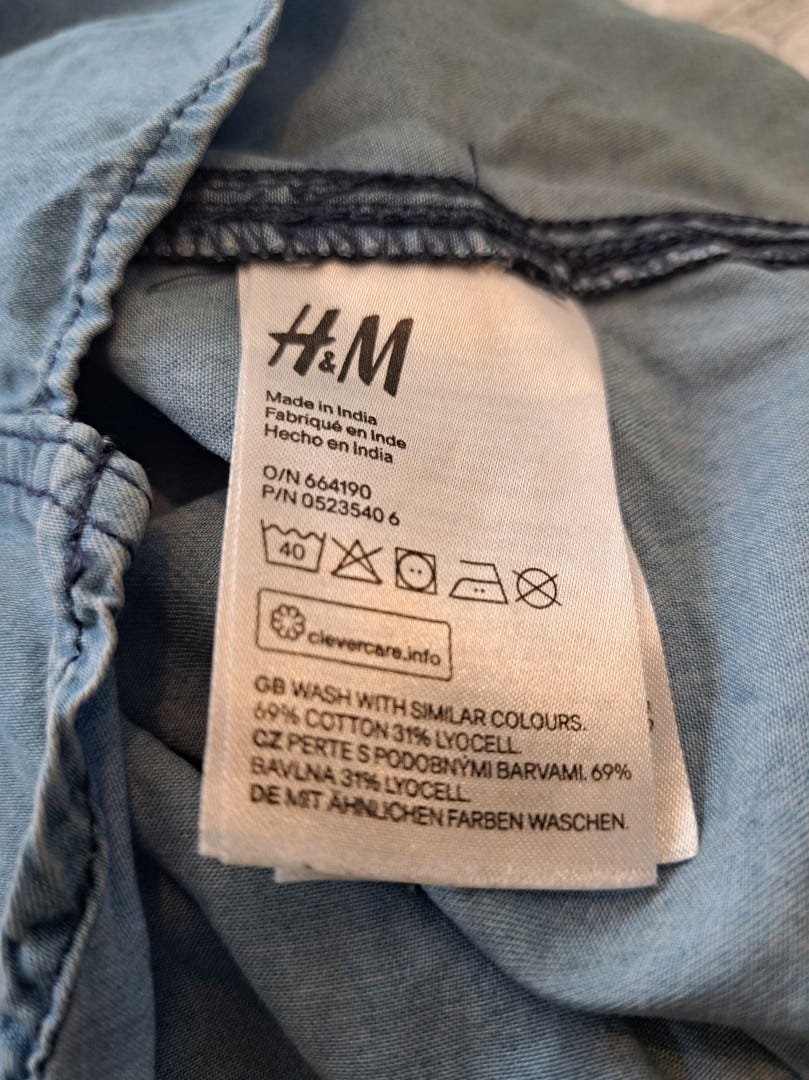 H&M
Made in India
Fabriqué en Inde
Hecho en India
O/N 664190
P/N 0523540 6
40
clevercare.info
GB WASH WITH SIMILAR COLOURS.
69% COTTON 31% LYOCELL.
CZ PERTE S PODOBNÝMI BARVAMI. 69%
BAVLNA 31% LYOCELL.
DE MIT ÄHNLICHEN FARBEN WASCHEN.